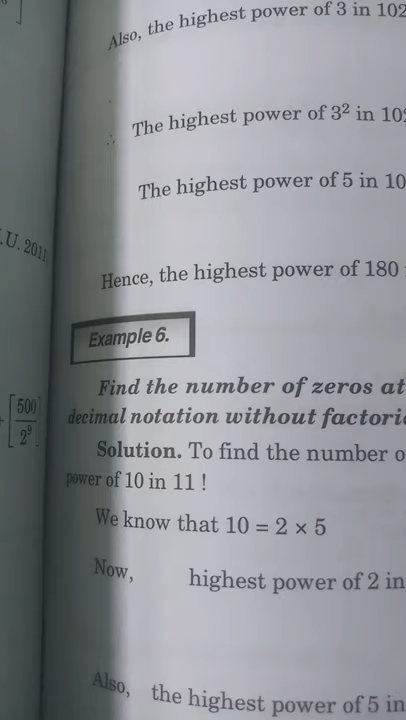 Also, the highest power of 3 in 102
∴ The highest power of 3² in 10
The highest power of 5 in 10
.U. 2011
Hence, the highest power of 180
Example 6.
[500/2⁹]
Find the number of zeros at
decimal notation without factori
Solution. To find the number o
power of 10 in 11 !
We know that 10 = 2 × 5
Now, highest power of 2 in
Also, the highest power of 5 in